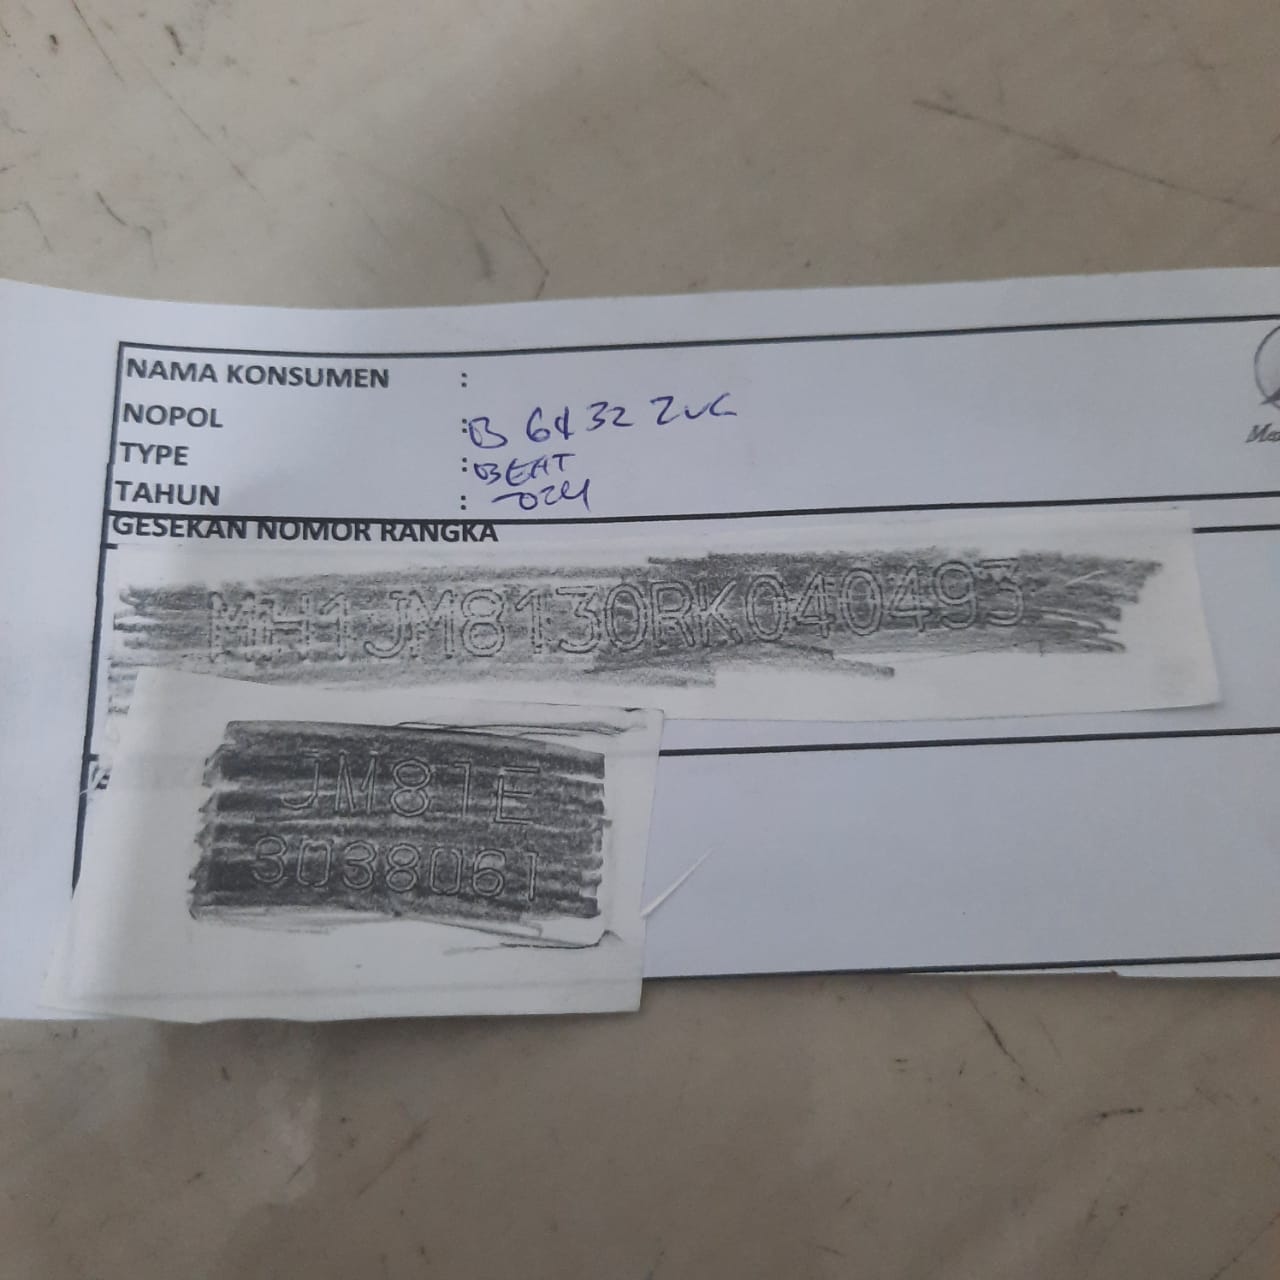 NAMA KONSUMEN :
NOPOL : B 6432 ZUC
TYPE : BEAT
TAHUN : 2024
GESEKAN NOMOR RANGKA
MH1JM8130RK040493
JM81E
3038061